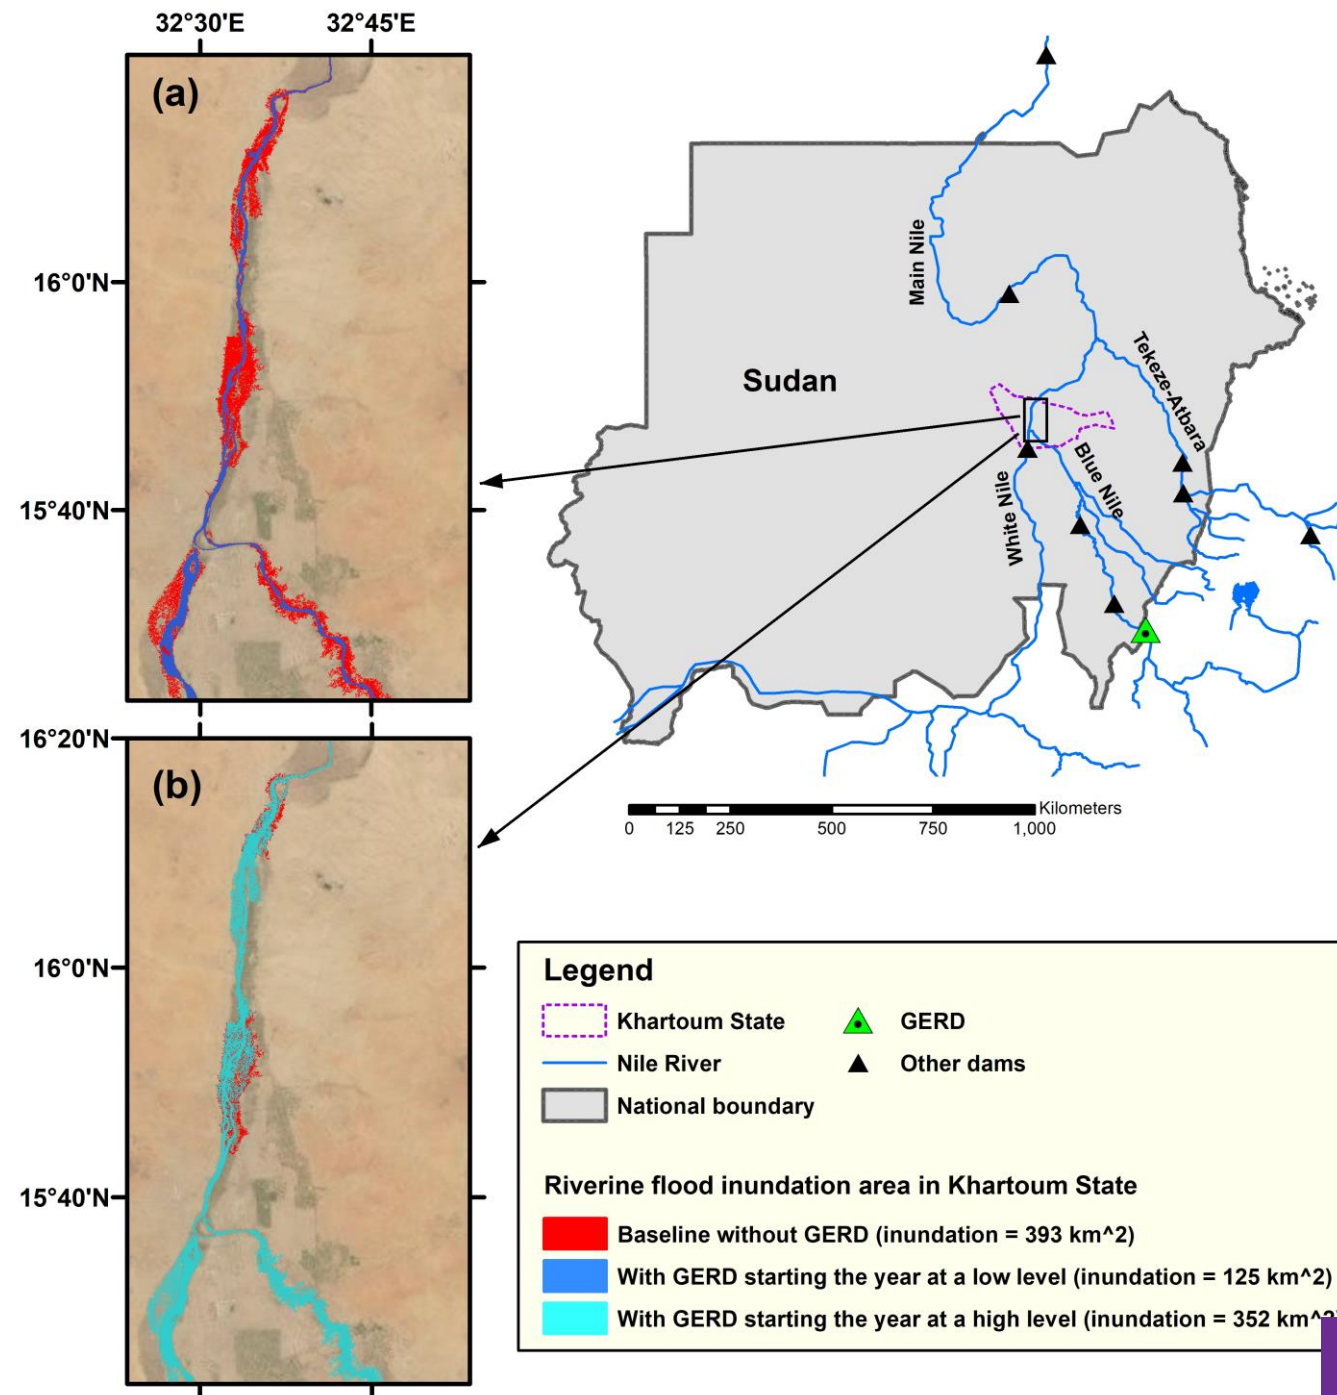 32°30'E 32°45'E
(a)
16°0'N
15°40'N
16°20'N
(b)
16°0'N
15°40'N
Main Nile
Sudan
Tekeze-Atbara
Blue Nile
White Nile
Kilometers
0 125 250 500 750 1,000
Legend
Khartoum State
GERD
Nile River
Other dams
National boundary
Riverine flood inundation area in Khartoum State
Baseline without GERD (inundation = 393 km^2)
With GERD starting the year at a low level (inundation = 125 km^2)
With GERD starting the year at a high level (inundation = 352 km^2